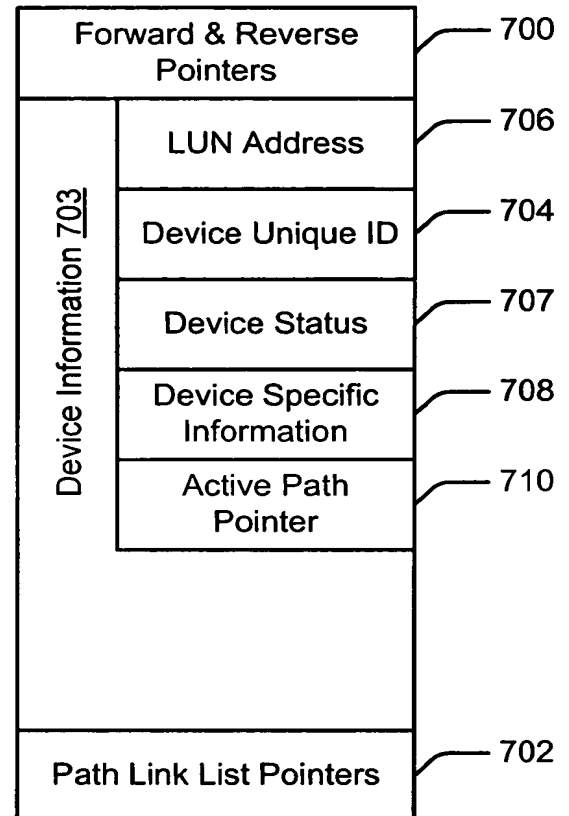 Forward & Reverse
Pointers
700
Device Information 703
LUN Address
706
Device Unique ID
704
Device Status
707
Device Specific
Information
708
Active Path
Pointer
710
Path Link List Pointers
702